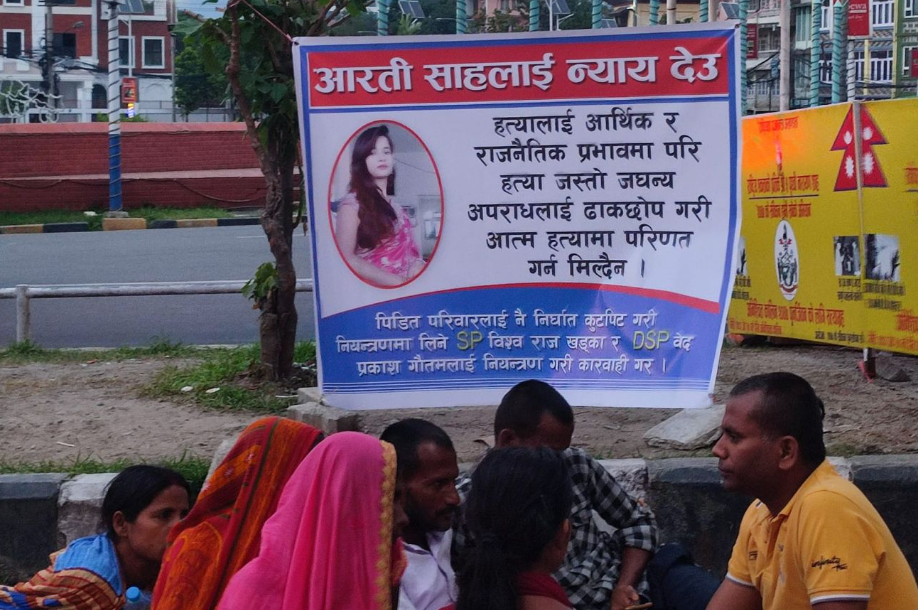 आरती साहलाई न्याय देउ
हत्यालाई आर्थिक र
राजनैतिक प्रभावमा परि
हत्या जस्तो जघन्य
अपराधलाई ढाकछोप गरी
आत्म हत्यामा परिणत
गर्न मिल्दैन ।
पिडित परिवारलाई नै निर्घात कुटपिट गरी
नियन्त्रणमा लिने SP विश्व राज खड्का र DSP वेद
प्रकाश गौतमलाई नियन्त्रण गरी कारवाही गर ।